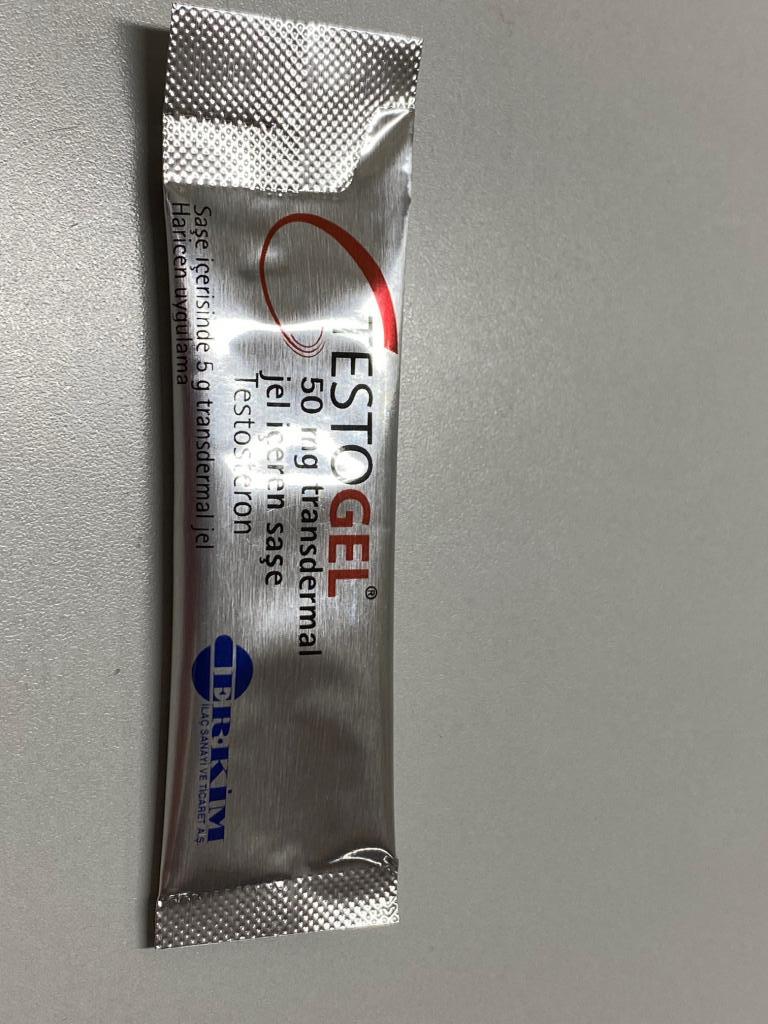 TESTOGEL®
50 mg transdermal
jel içeren saşe
Testosteron
Saşe içerisinde 5 g transdermal jel
Haricen uygulama
ER-KİM
İLAÇ SANAYİ VE TİCARET A.Ş.